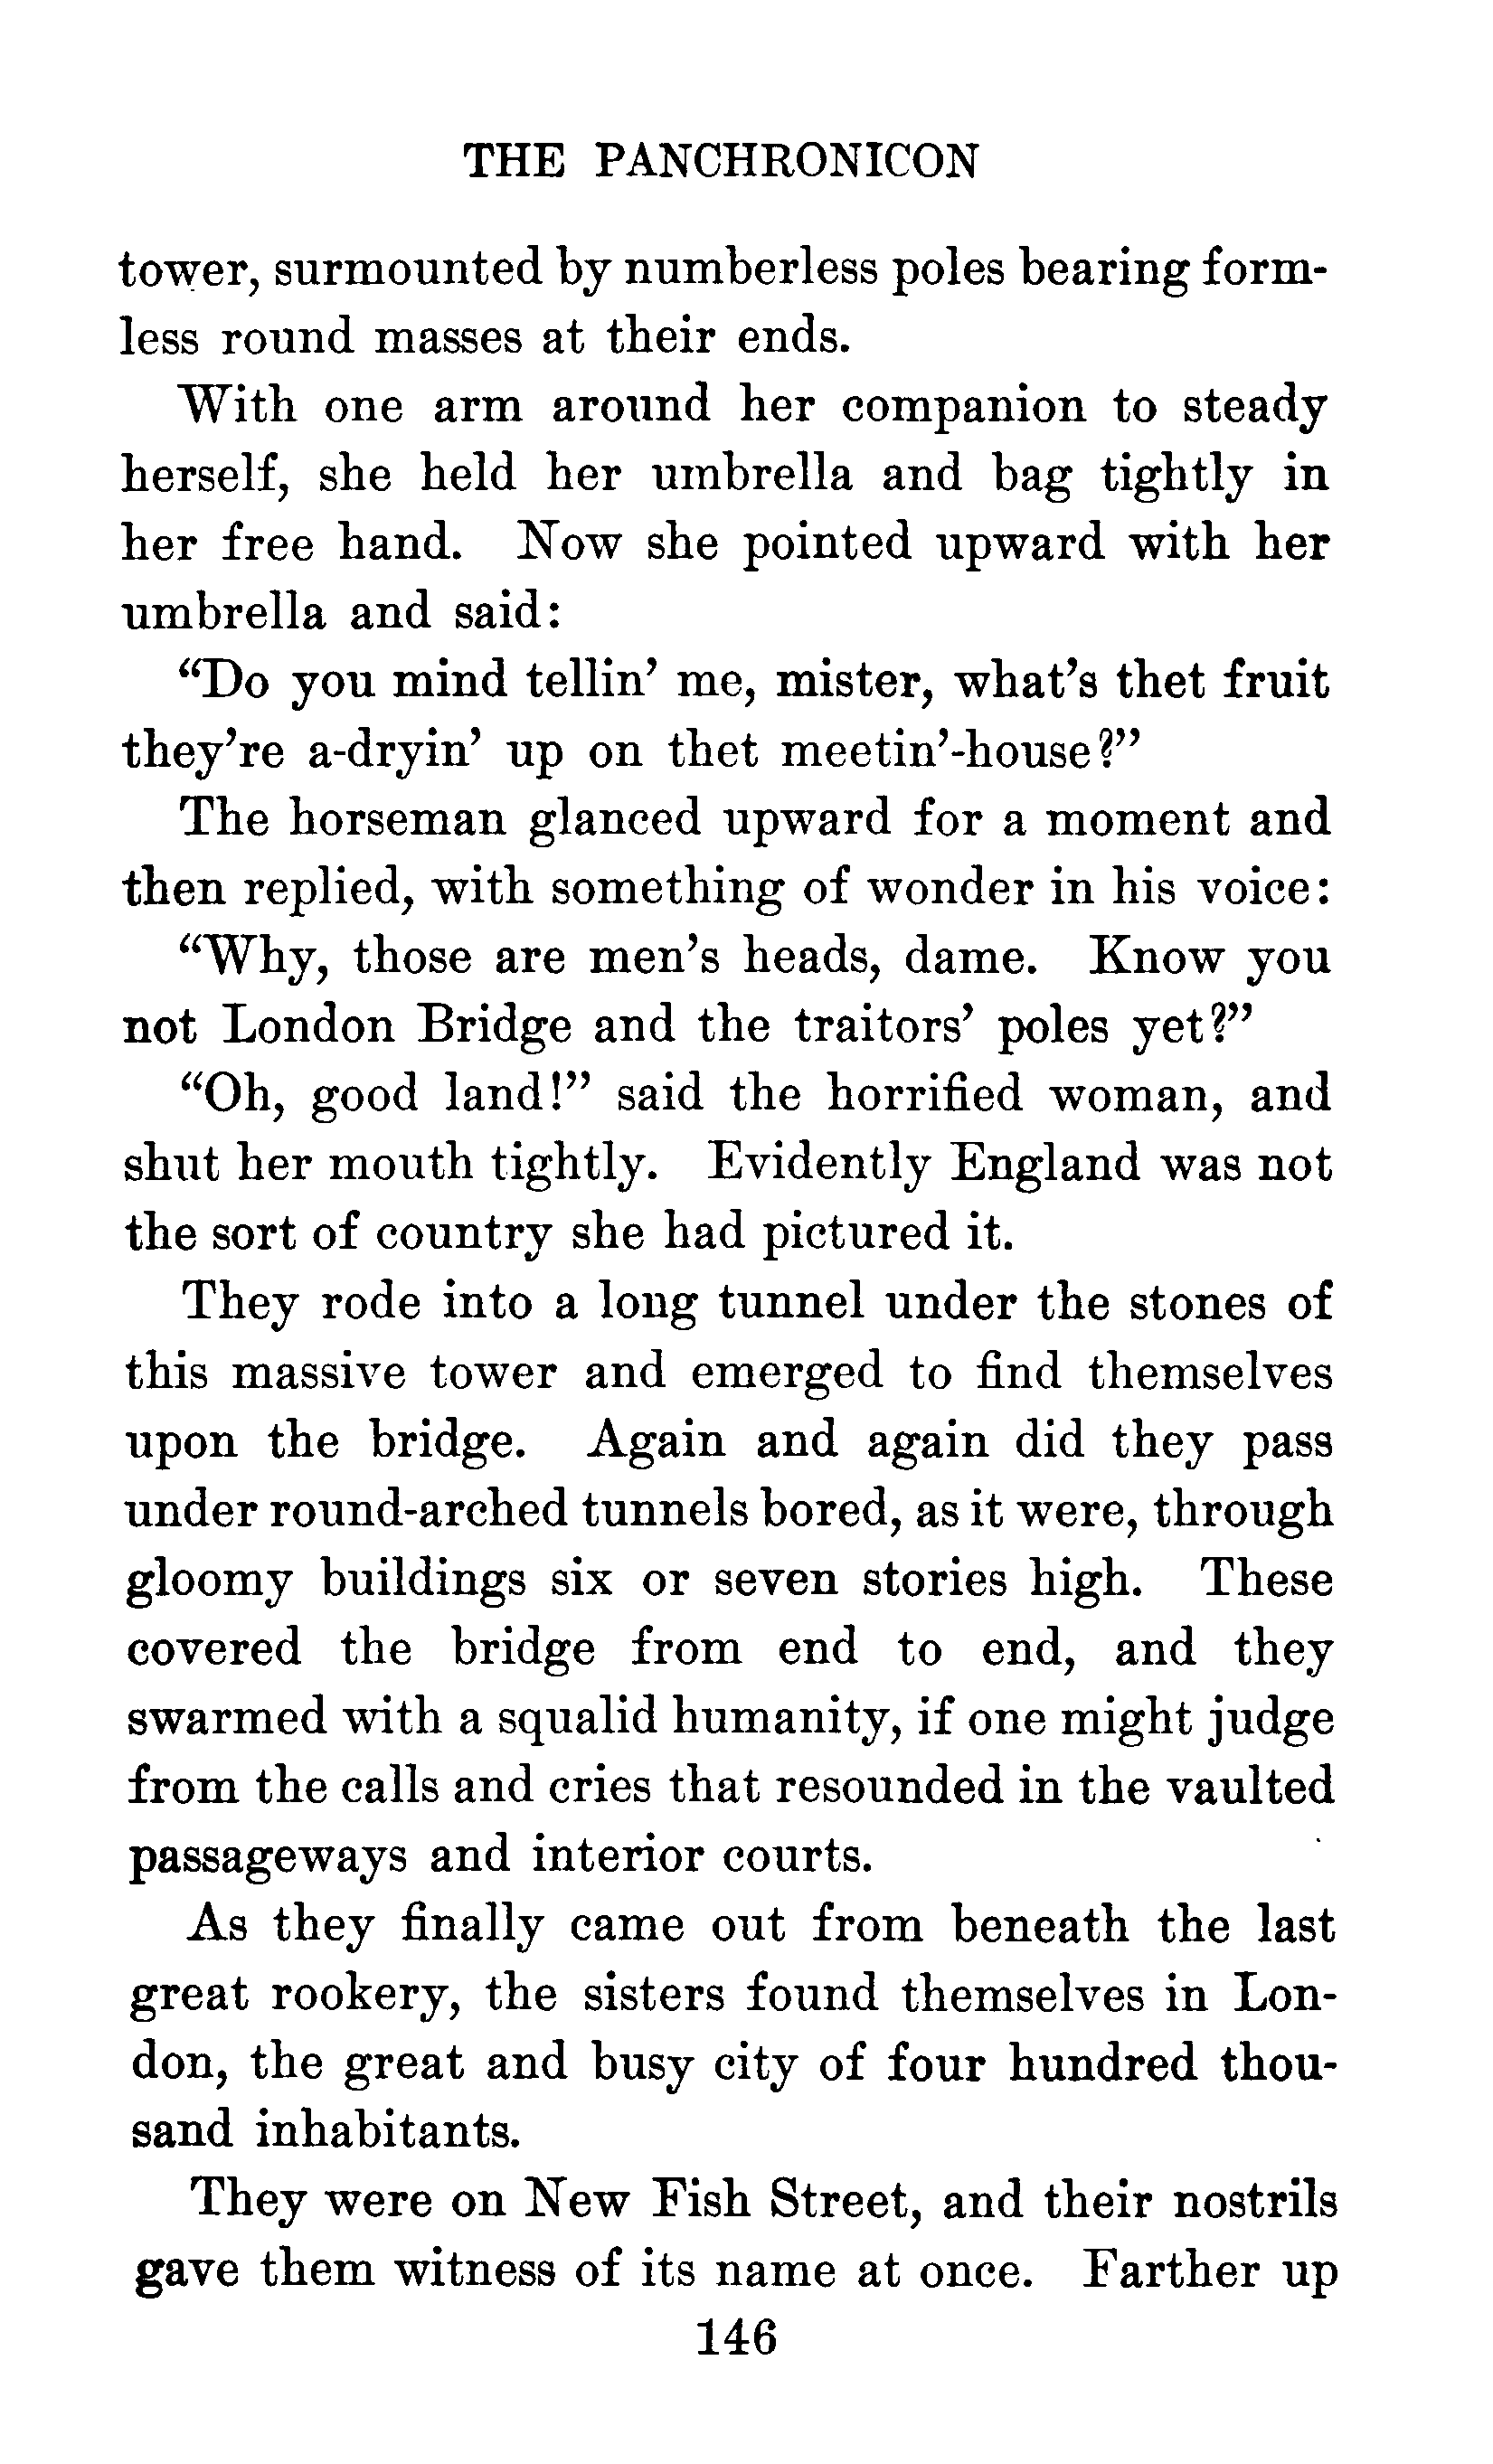 THE PANCHRONICON
tower, surmounted by numberless poles bearing form-
less round masses at their ends.
With one arm around her companion to steady
herself, she held her umbrella and bag tightly in
her free hand. Now she pointed upward with her
umbrella and said:
“Do you mind tellin’ me, mister, what’s thet fruit
they’re a-dryin’ up on thet meetin’-house?”
The horseman glanced upward for a moment and
then replied, with something of wonder in his voice:
“Why, those are men’s heads, dame. Know you
not London Bridge and the traitors’ poles yet?”
“Oh, good land!” said the horrified woman, and
shut her mouth tightly. Evidently England was not
the sort of country she had pictured it.
They rode into a long tunnel under the stones of
this massive tower and emerged to find themselves
upon the bridge. Again and again did they pass
under round-arched tunnels bored, as it were, through
gloomy buildings six or seven stories high. These
covered the bridge from end to end, and they
swarmed with a squalid humanity, if one might judge
from the calls and cries that resounded in the vaulted
passageways and interior courts.
As they finally came out from beneath the last
great rookery, the sisters found themselves in Lon-
don, the great and busy city of four hundred thou-
sand inhabitants.
They were on New Fish Street, and their nostrils
gave them witness of its name at once. Farther up
146